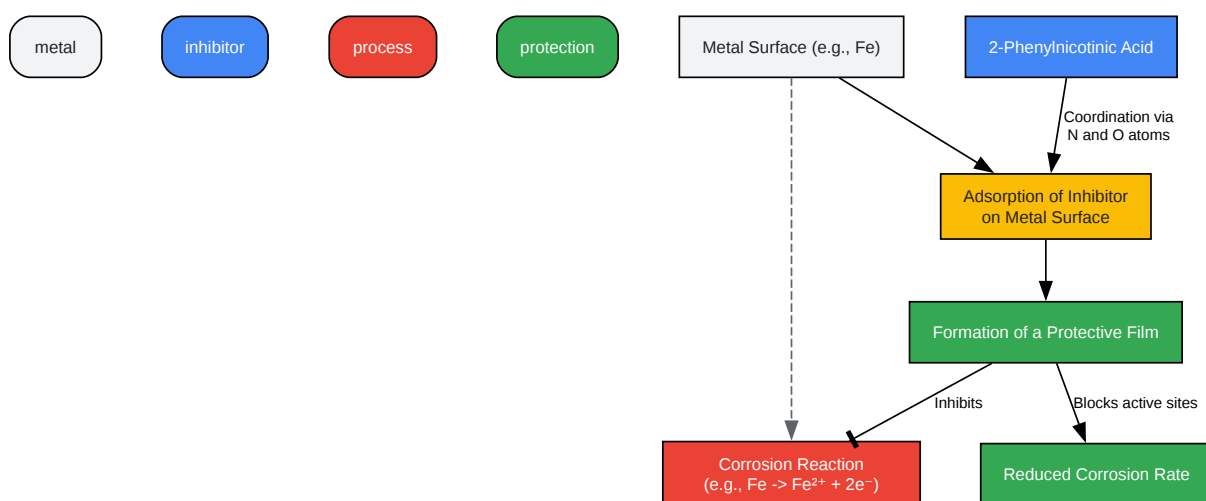 metal
inhibitor
process
protection
Metal Surface (e.g., Fe)
2-Phenylnicotinic Acid
Coordination via
N and O atoms
Adsorption of Inhibitor
on Metal Surface
Formation of a Protective Film
Inhibits
Blocks active sites
Corrosion Reaction
(e.g., Fe -> Fe²⁺ + 2e⁻)
Reduced Corrosion Rate